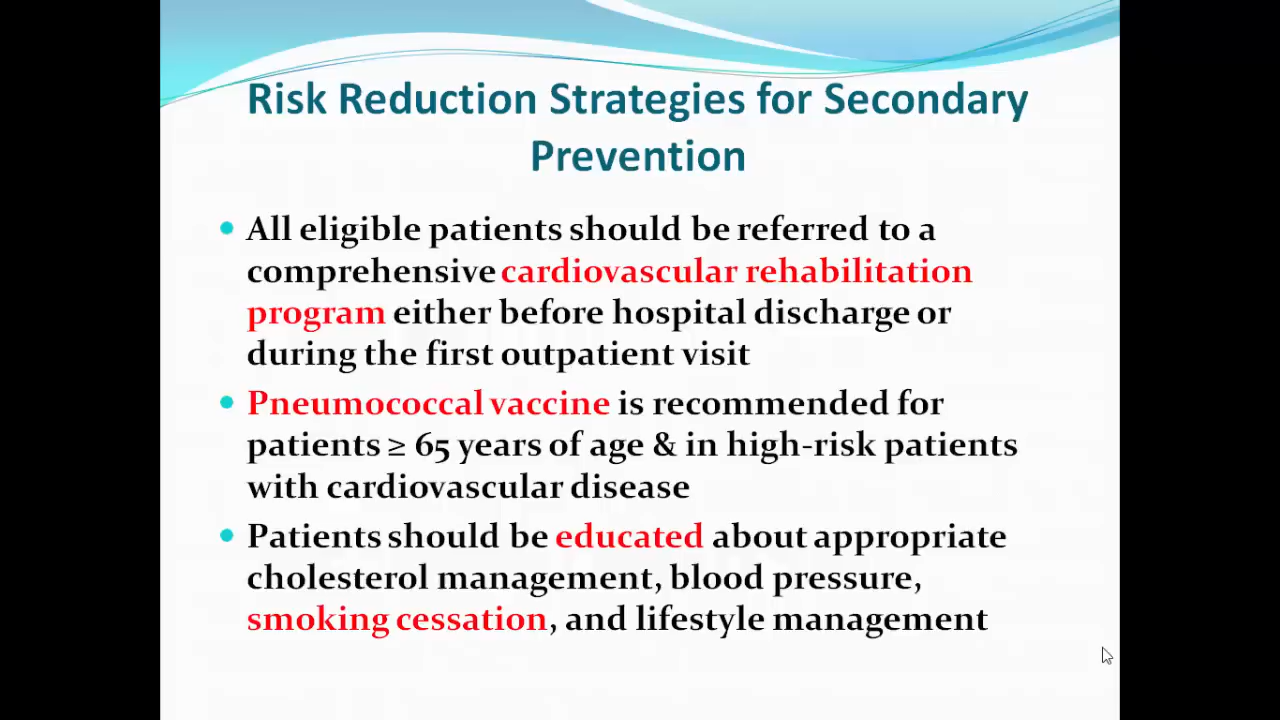 Risk Reduction Strategies for Secondary
Prevention
• All eligible patients should be referred to a
comprehensive cardiovascular rehabilitation
program either before hospital discharge or
during the first outpatient visit
• Pneumococcal vaccine is recommended for
patients ≥ 65 years of age & in high-risk patients
with cardiovascular disease
• Patients should be educated about appropriate
cholesterol management, blood pressure,
smoking cessation, and lifestyle management